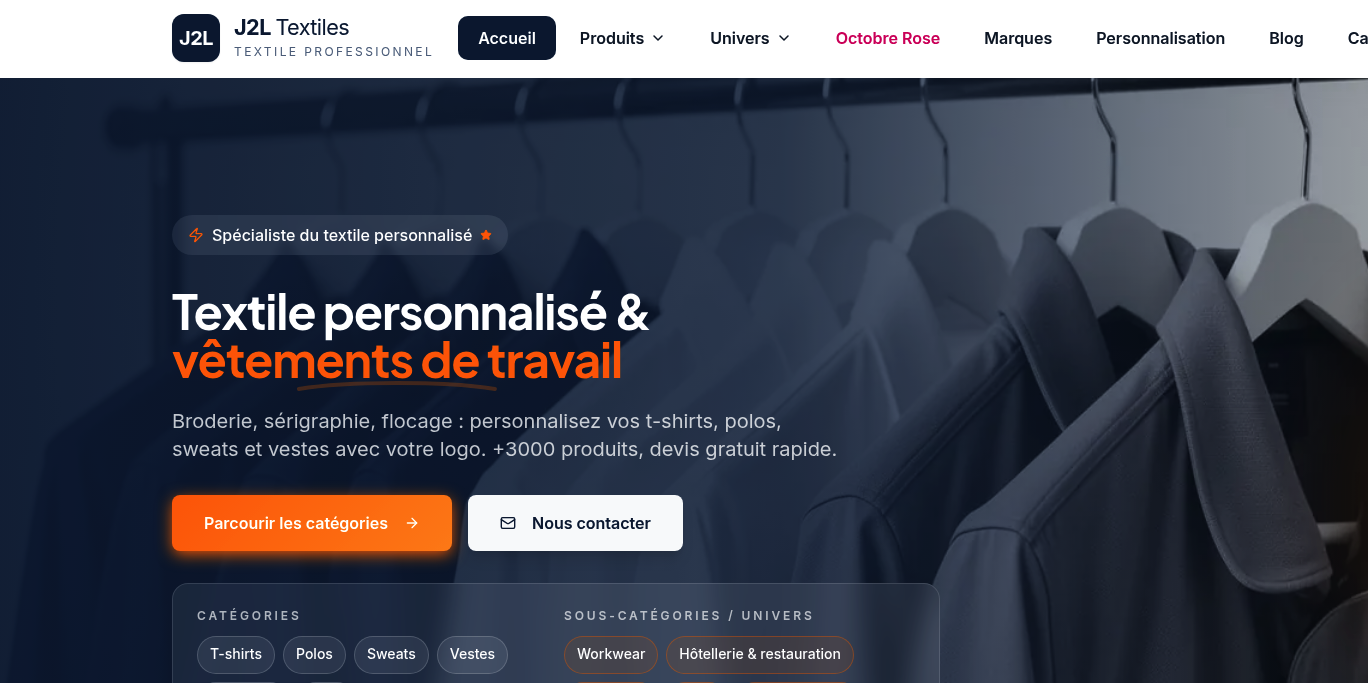 J2L
J2L Textiles
TEXTILE PROFESSIONNEL
Accueil
Produits
Univers
Octobre Rose
Marques
Personnalisation
Blog
Spécialiste du textile personnalisé
Textile personnalisé &
vêtements de travail
Broderie, sérigraphie, flocage : personnalisez vos t-shirts, polos,
sweats et vestes avec votre logo. +3000 produits, devis gratuit rapide.
Parcourir les catégories
Nous contacter
CATÉGORIES
T-shirts
Polos
Sweats
Vestes
SOUS-CATÉGORIES / UNIVERS
Workwear
Hôtellerie & restauration